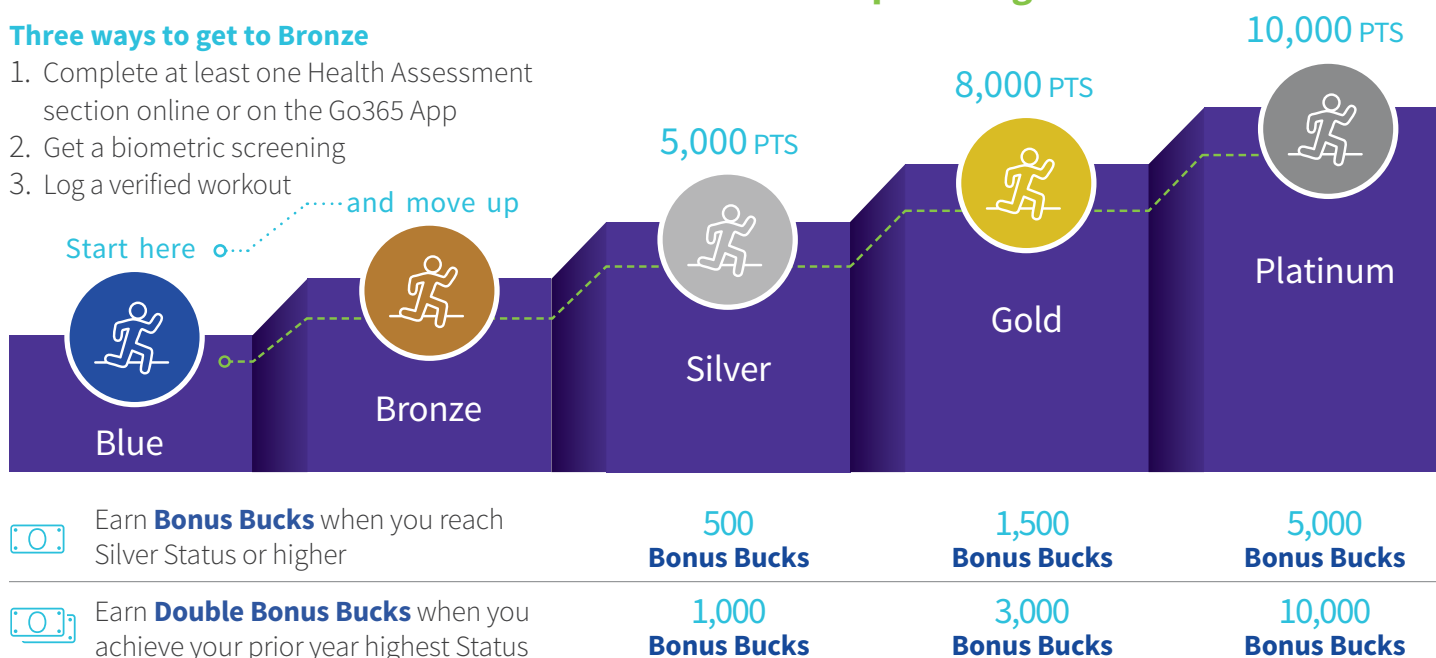 Three ways to get to Bronze
1. Complete at least one Health Assessment
section online or on the Go365 App
2. Get a biometric screening
3. Log a verified workout
Start here
and move up
5,000 PTS
8,000 PTS
10,000 PTS
Blue
Bronze
Silver
Gold
Platinum
Earn Bonus Bucks when you reach
Silver Status or higher
500
Bonus Bucks
1,500
Bonus Bucks
5,000
Bonus Bucks
Earn Double Bonus Bucks when you
achieve your prior year highest Status
1,000
Bonus Bucks
3,000
Bonus Bucks
10,000
Bonus Bucks